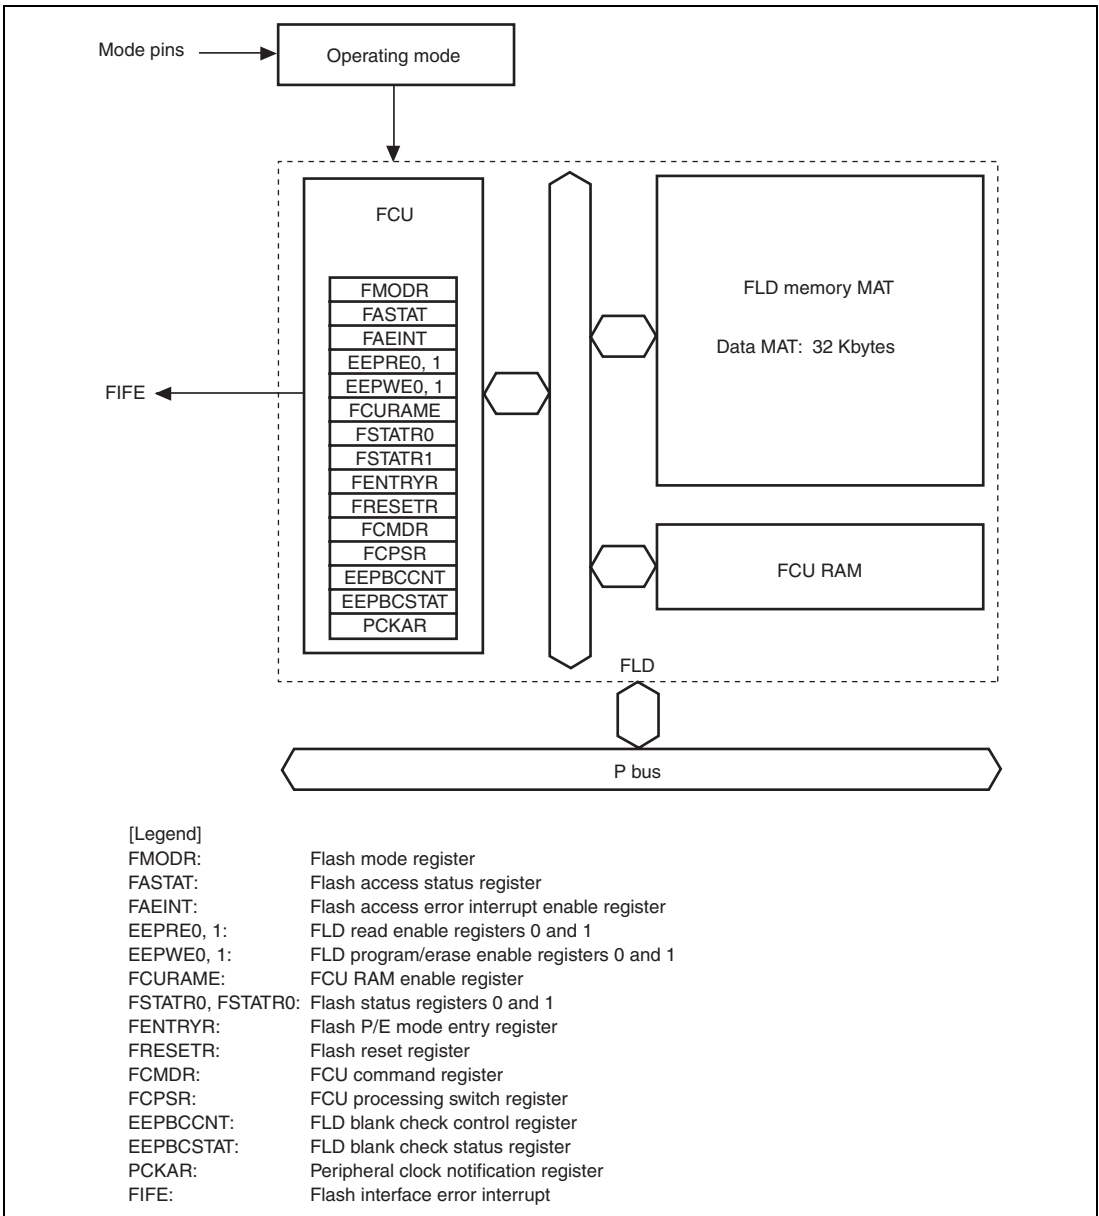 Mode pins
Operating mode
FCU
FMODR
FASTAT
FAEINT
EEPRE0, 1
EEPWE0, 1
FCURAME
FSTATR0
FSTATR1
FENTRYR
FRESETR
FCMDR
FCPSR
EEPBCCNT
EEPBCSTAT
PCKAR
FIFE
FLD memory MAT
Data MAT: 32 Kbytes
FCU RAM
FLD
P bus
[Legend]
FMODR: Flash mode register
FASTAT: Flash access status register
FAEINT: Flash access error interrupt enable register
EEPRE0, 1: FLD read enable registers 0 and 1
EEPWE0, 1: FLD program/erase enable registers 0 and 1
FCURAME: FCU RAM enable register
FSTATR0, FSTATR0: Flash status registers 0 and 1
FENTRYR: Flash P/E mode entry register
FRESETR: Flash reset register
FCMDR: FCU command register
FCPSR: FCU processing switch register
EEPBCCNT: FLD blank check control register
EEPBCSTAT: FLD blank check status register
PCKAR: Peripheral clock notification register
FIFE: Flash interface error interrupt